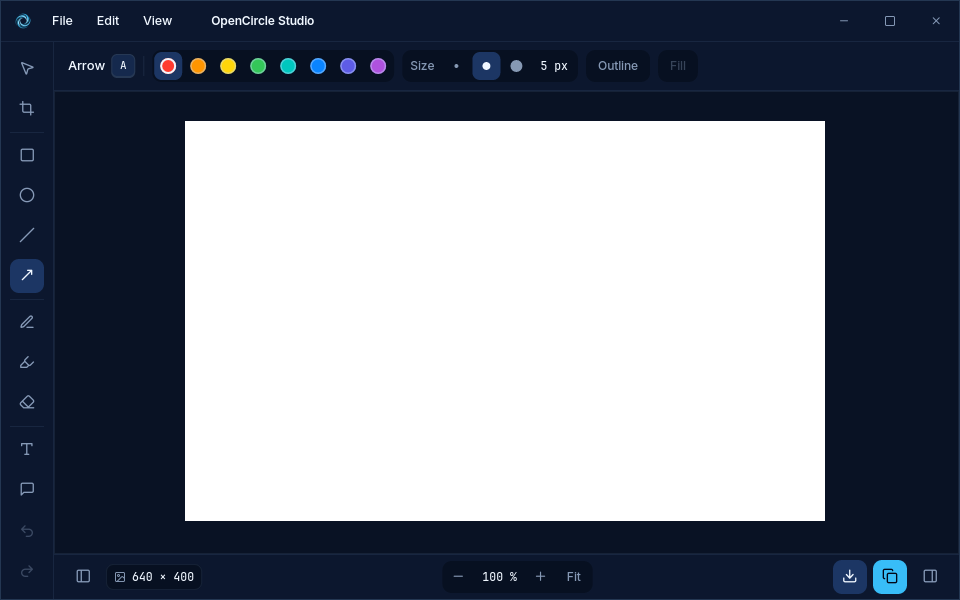 File Edit View OpenCircle Studio
Arrow A Size 5 px Outline Fill
640 × 400 100 % Fit